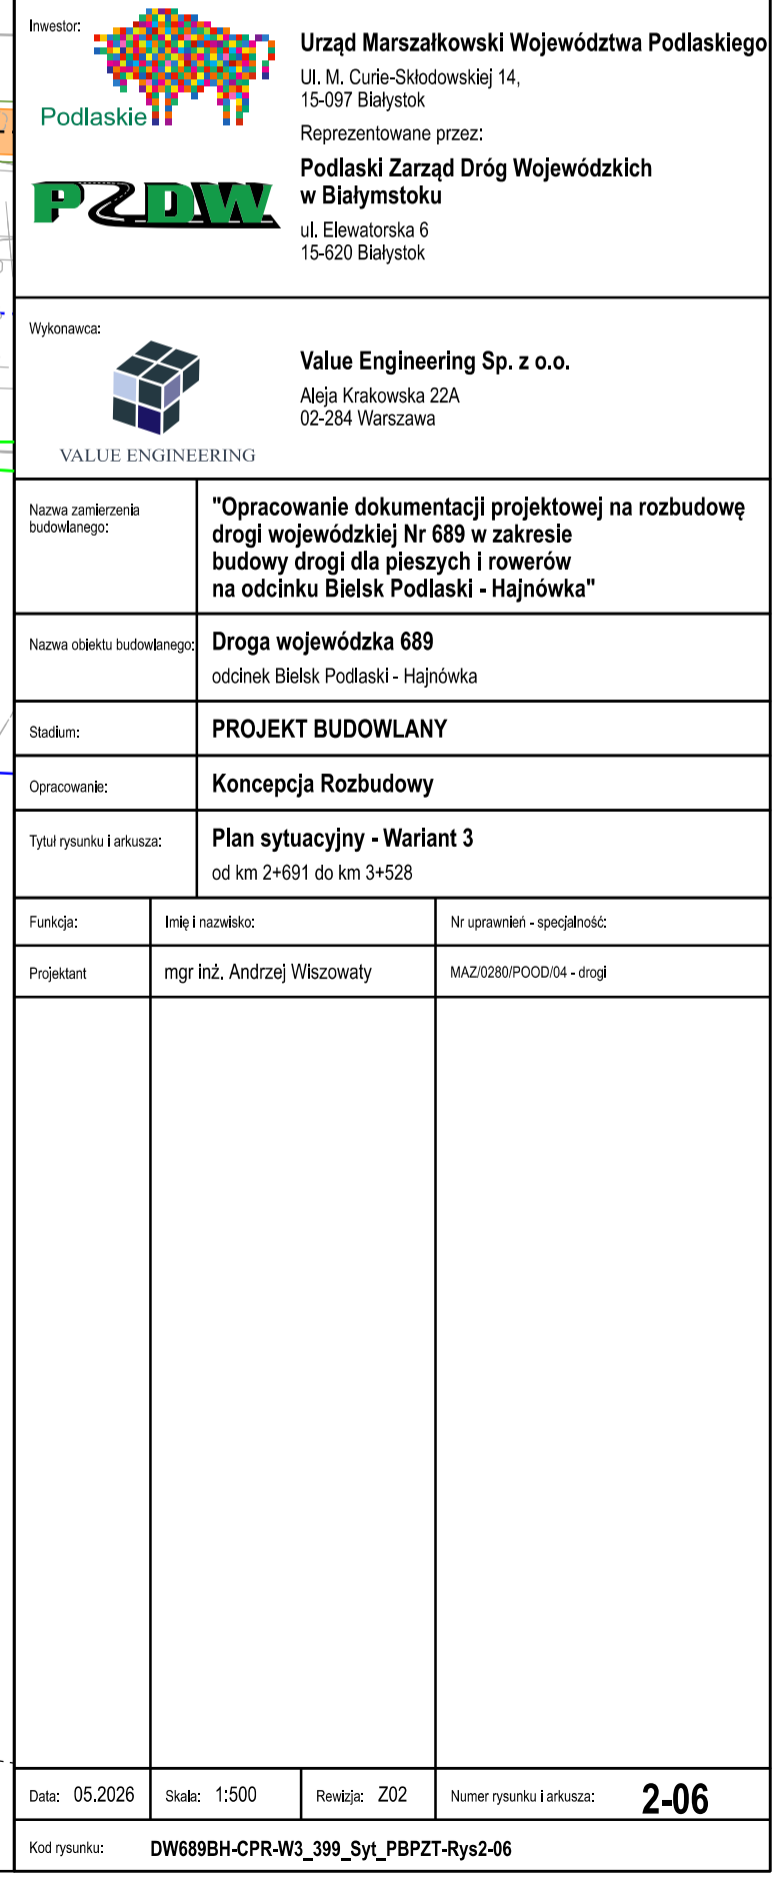 Inwestor:
Podlaskie
PZDW
Urząd Marszałkowski Województwa Podlaskiego
Ul. M. Curie-Skłodowskiej 14,
15-097 Białystok
Reprezentowane przez:
Podlaski Zarząd Dróg Wojewódzkich
w Białymstoku
ul. Elewatorska 6
15-620 Białystok
Wykonawca:
VALUE ENGINEERING
Value Engineering Sp. z o.o.
Aleja Krakowska 22A
02-284 Warszawa
Nazwa zamierzenia
budowlanego:
"Opracowanie dokumentacji projektowej na rozbudowę
drogi wojewódzkiej Nr 689 w zakresie
budowy drogi dla pieszych i rowerów
na odcinku Bielsk Podlaski - Hajnówka"
Nazwa obiektu budowlanego:
Droga wojewódzka 689
odcinek Bielsk Podlaski - Hajnówka
Stadium:
PROJEKT BUDOWLANY
Opracowanie:
Koncepcja Rozbudowy
Tytuł rysunku i arkusza:
Plan sytuacyjny - Wariant 3
od km 2+691 do km 3+528
Funkcja: Imię i nazwisko: Nr uprawnień - specjalność:
Projektant mgr inż. Andrzej Wiszowaty MAZ/0280/POOD/04 - drogi
Data: 05.2026 Skala: 1:500 Rewizja: Z02 Numer rysunku i arkusza: 2-06
Kod rysunku: DW689BH-CPR-W3_399_Syt_PBPZT-Rys2-06